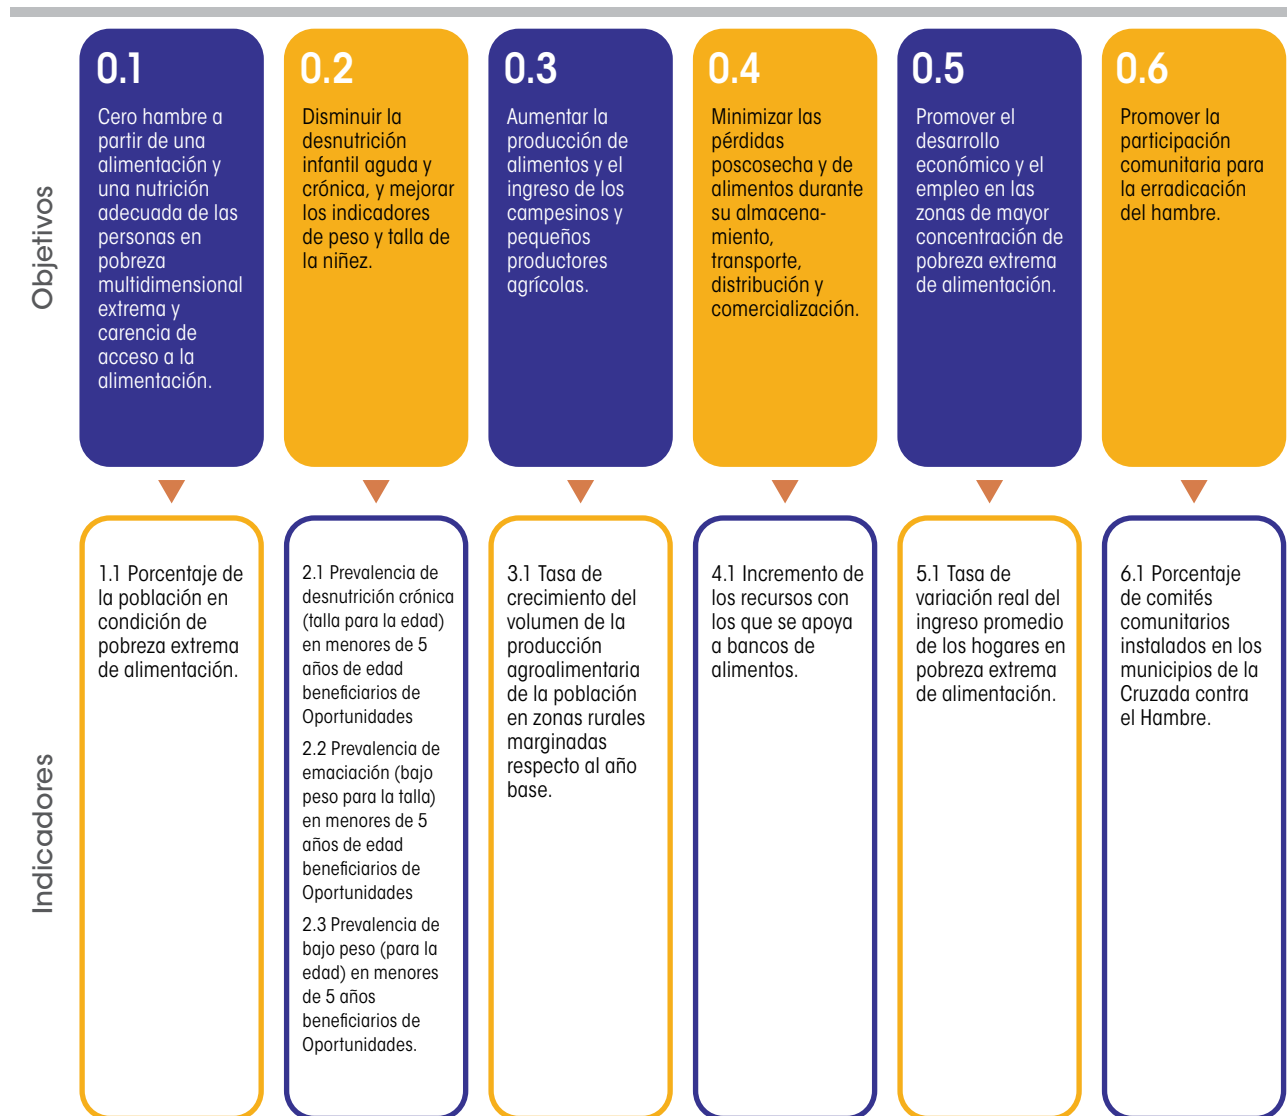 Objetivos
0.1
Cero hambre a
partir de una
alimentación y
una nutrición
adecuada de las
personas en
pobreza
multidimensional
extrema y
carencia de
acceso a la
alimentación.
0.2
Disminuir la
desnutrición
infantil aguda y
crónica, y mejorar
los indicadores
de peso y talla de
la niñez.
0.3
Aumentar la
producción de
alimentos y el
ingreso de los
campesinos y
pequeños
productores
agrícolas.
0.4
Minimizar las
pérdidas
poscosecha y de
alimentos durante
su almacena-
miento,
transporte,
distribución y
comercialización.
0.5
Promover el
desarrollo
económico y el
empleo en las
zonas de mayor
concentración de
pobreza extrema
de alimentación.
0.6
Promover la
participación
comunitaria para
la erradicación
del hambre.
Indicadores
1.1 Porcentaje de
la población en
condición de
pobreza extrema
de alimentación.
2.1 Prevalencia de
desnutrición crónica
(talla para la edad)
en menores de 5
años de edad
beneficiarios de
Oportunidades
2.2 Prevalencia de
emaciación (bajo
peso para la talla)
en menores de 5
años de edad
beneficiarios de
Oportunidades
2.3 Prevalencia de
bajo peso (para la
edad) en menores
de 5 años
beneficiarios de
Oportunidades.
3.1 Tasa de
crecimiento del
volumen de la
producción
agroalimentaria
de la población
en zonas rurales
marginadas
respecto al año
base.
4.1 Incremento de
los recursos con
los que se apoya
a bancos de
alimentos.
5.1 Tasa de
variación real del
ingreso promedio
de los hogares en
pobreza extrema
de alimentación.
6.1 Porcentaje
de comités
comunitarios
instalados en los
municipios de la
Cruzada contra
el Hambre.